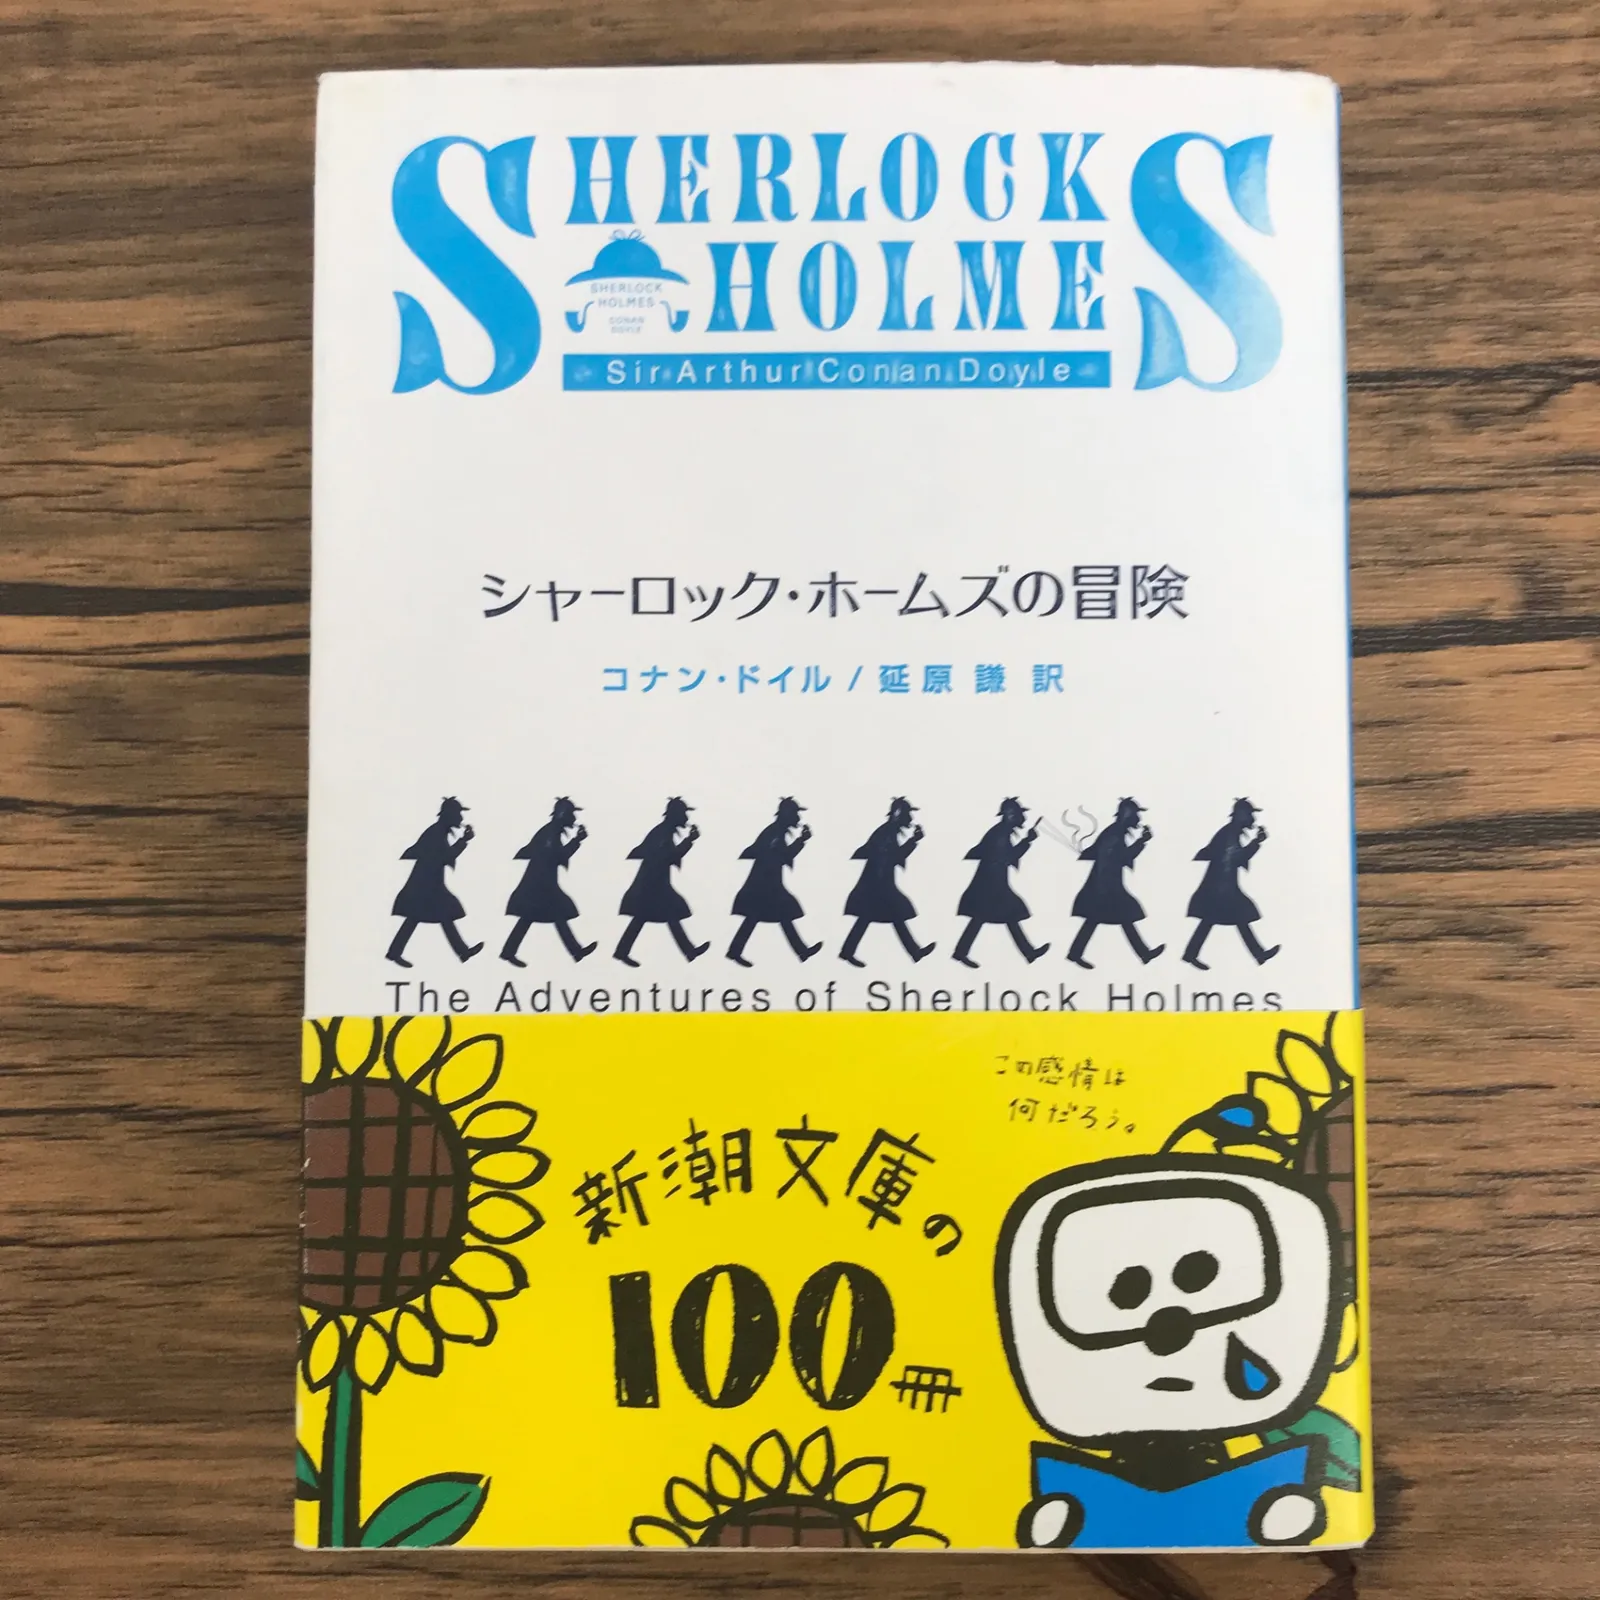 SHERLOCK
HOLMES
SHERLOCK
HOLMES
CONAN
DOYLE
Sir Arthur Conan Doyle
シャーロック・ホームズの冒険
コナン・ドイル/延原 謙 訳
The Adventures of Sherlock Holmes
この感情は
何だろう。
新潮文庫の
100冊